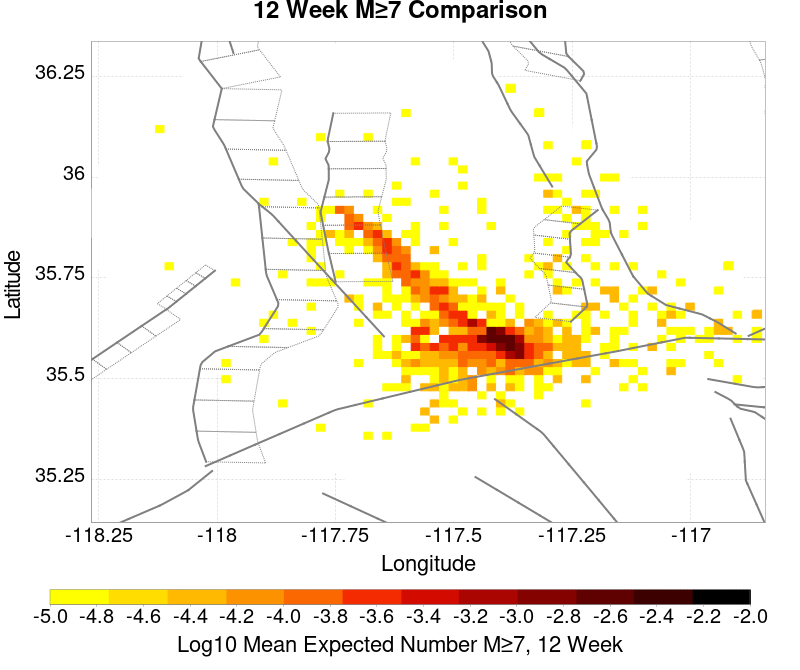 12 Week M≥7 Comparison
36.25
36
35.75
35.5
35.25
Latitude
-118.25 -118 -117.75 -117.5 -117.25 -117
Longitude
-5.0 -4.8 -4.6 -4.4 -4.2 -4.0 -3.8 -3.6 -3.4 -3.2 -3.0 -2.8 -2.6 -2.4 -2.2 -2.0
Log10 Mean Expected Number M≥7, 12 Week